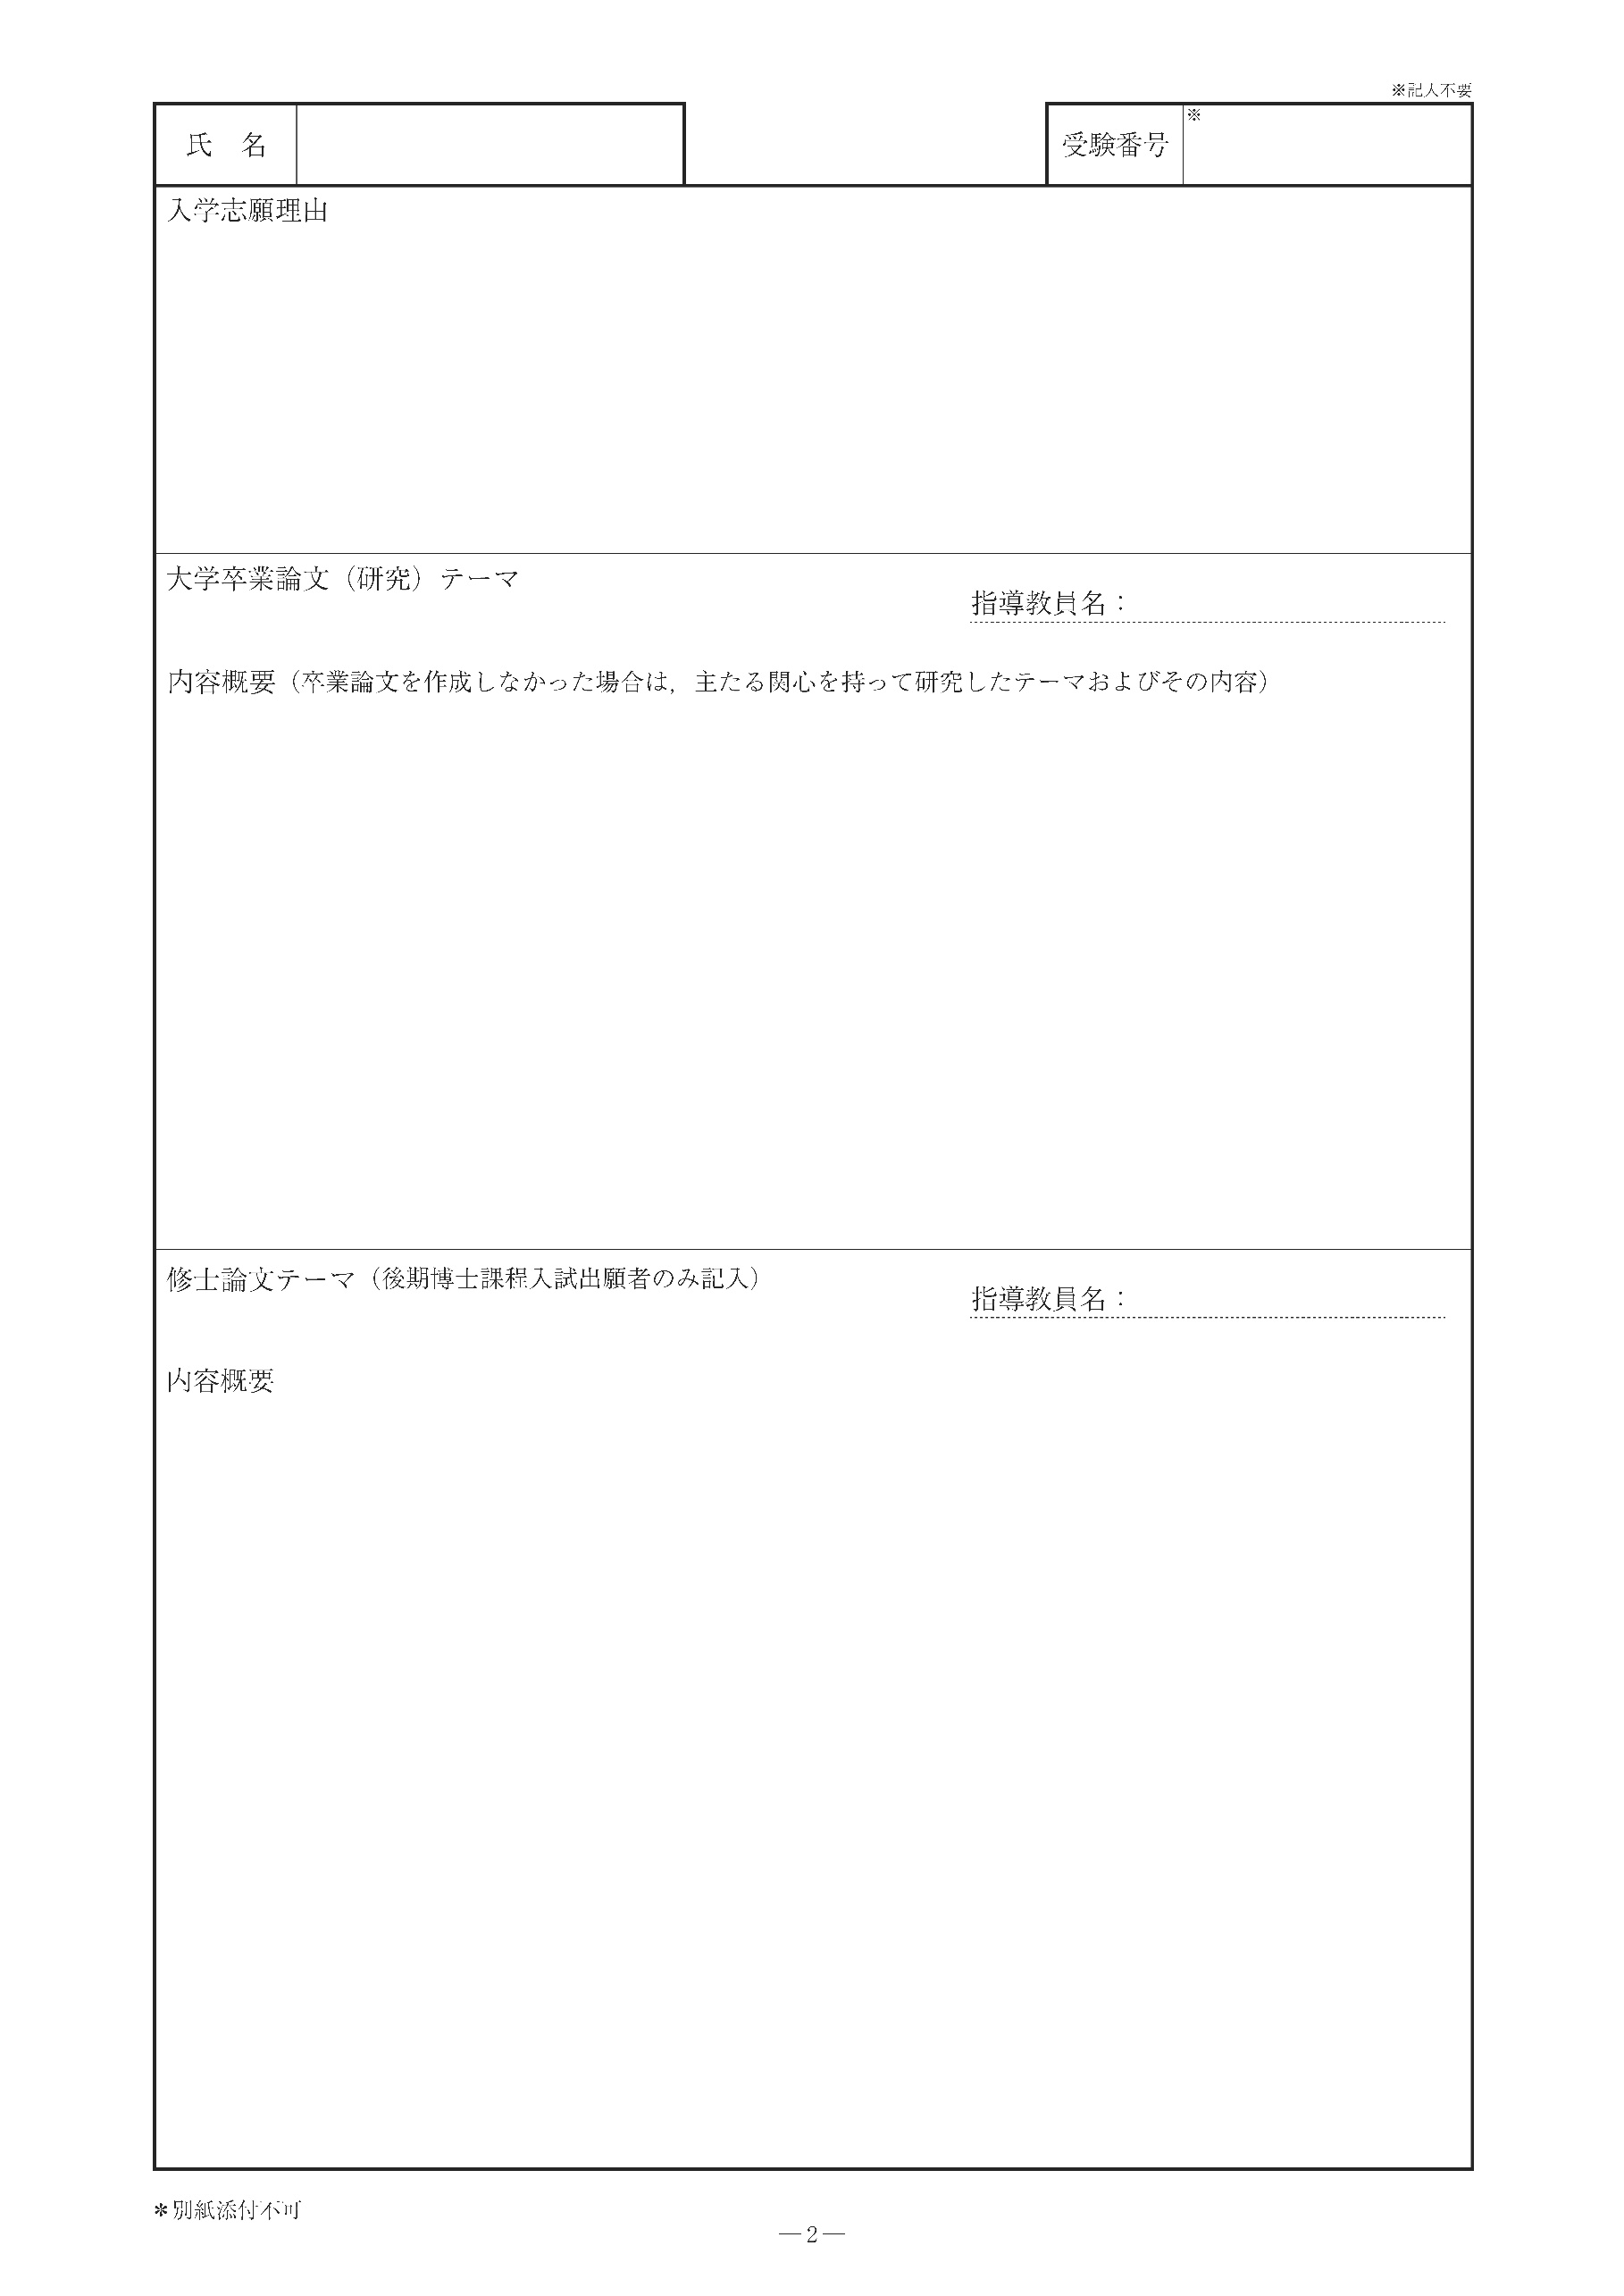 ※記入不要
氏　名
受験番号
※
入学志願理由
大学卒業論文（研究）テーマ
指導教員名：
内容概要（卒業論文を作成しなかった場合は，主たる関心を持って研究したテーマおよびその内容）
修士論文テーマ（後期博士課程入試出願者のみ記入）
指導教員名：
内容概要
＊別紙添付不可
―2―